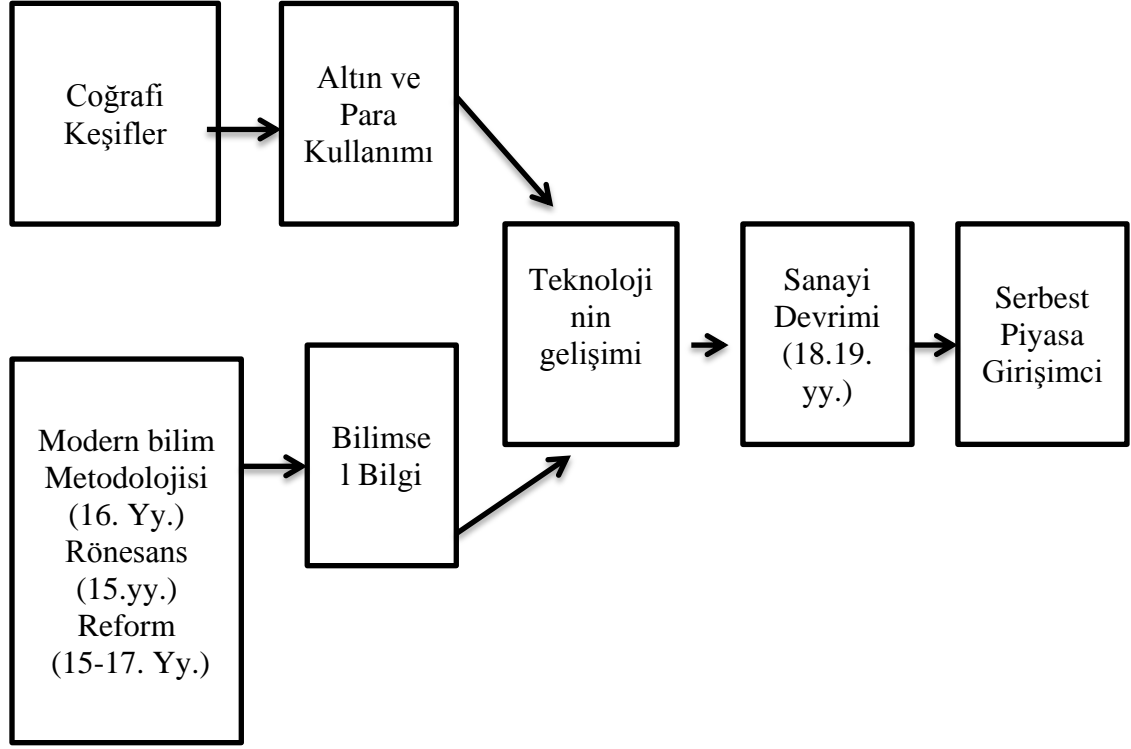 Coğrafi
Keşifler
Altın ve
Para
Kullanımı
Teknoloji
nin
gelişimi
Sanayi
Devrimi
(18.19.
yy.)
Serbest
Piyasa
Girişimci
Modern bilim
Metodolojisi
(16. Yy.)
Rönesans
(15.yy.)
Reform
(15-17. Yy.)
Bilimse
l Bilgi